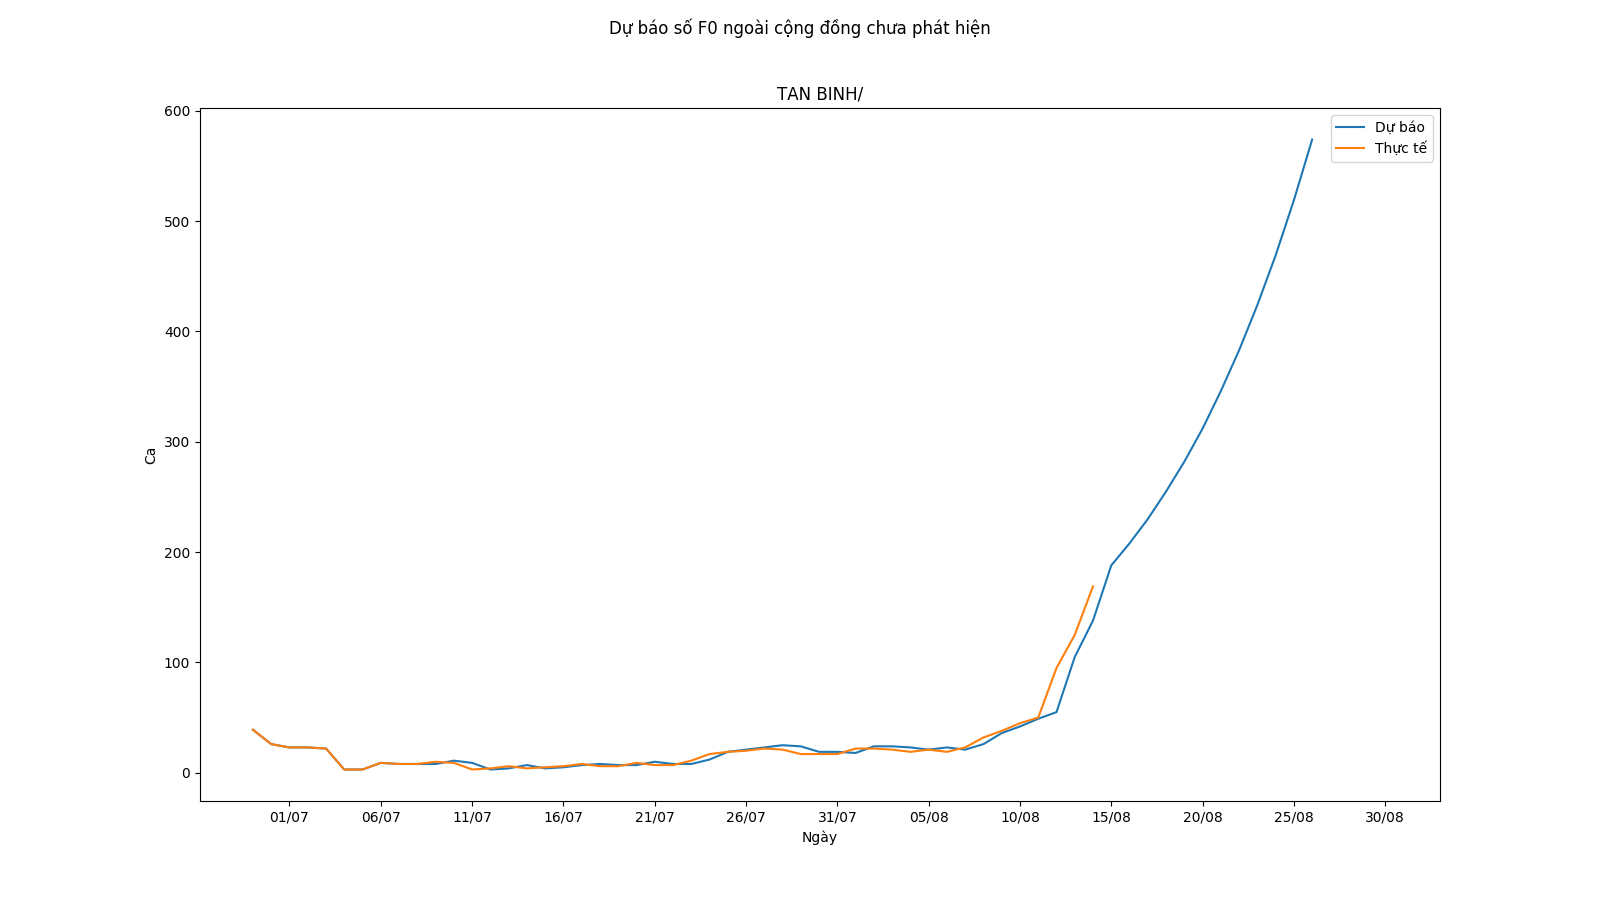 Dự báo số F0 ngoài cộng đồng chưa phát hiện
TAN BINH/
Dự báo
Thực tế
Ca
600
500
400
300
200
100
0
01/07 06/07 11/07 16/07 21/07 26/07 31/07 05/08 10/08 15/08 20/08 25/08 30/08
Ngày